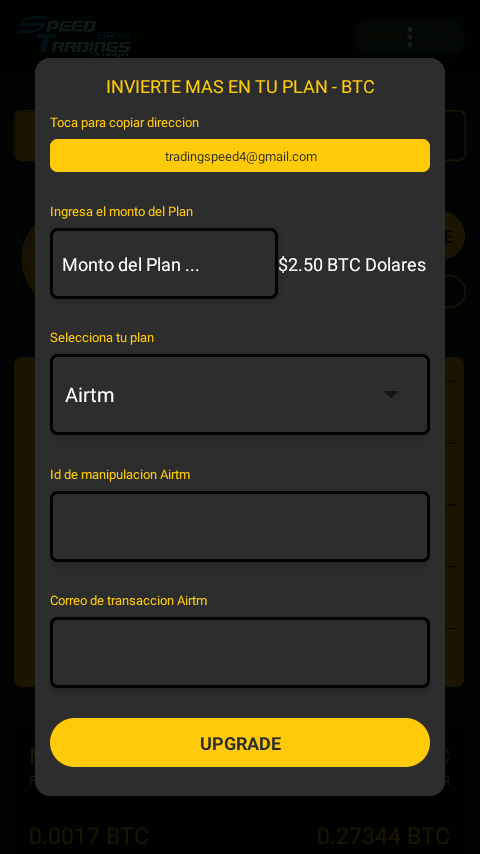 SPEED
BANK
TRADINGS
INVIERTE MAS EN TU PLAN - BTC
Toca para copiar direccion
tradingspeed4@gmail.com
Ingresa el monto del Plan
Monto del Plan ...
$2.50 BTC Dolares
Selecciona tu plan
Airtm
Id de manipulacion Airtm
Correo de transaccion Airtm
UPGRADE
0.0017 BTC
0.27344 BTC